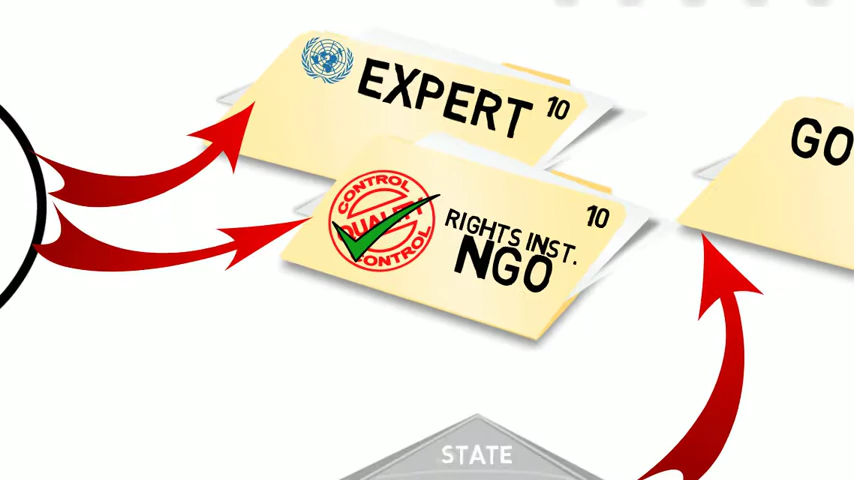 EXPERT 10
CONTROL
QUALITY
CONTROL
RIGHTS INST.
NGO
10
GO
STATE